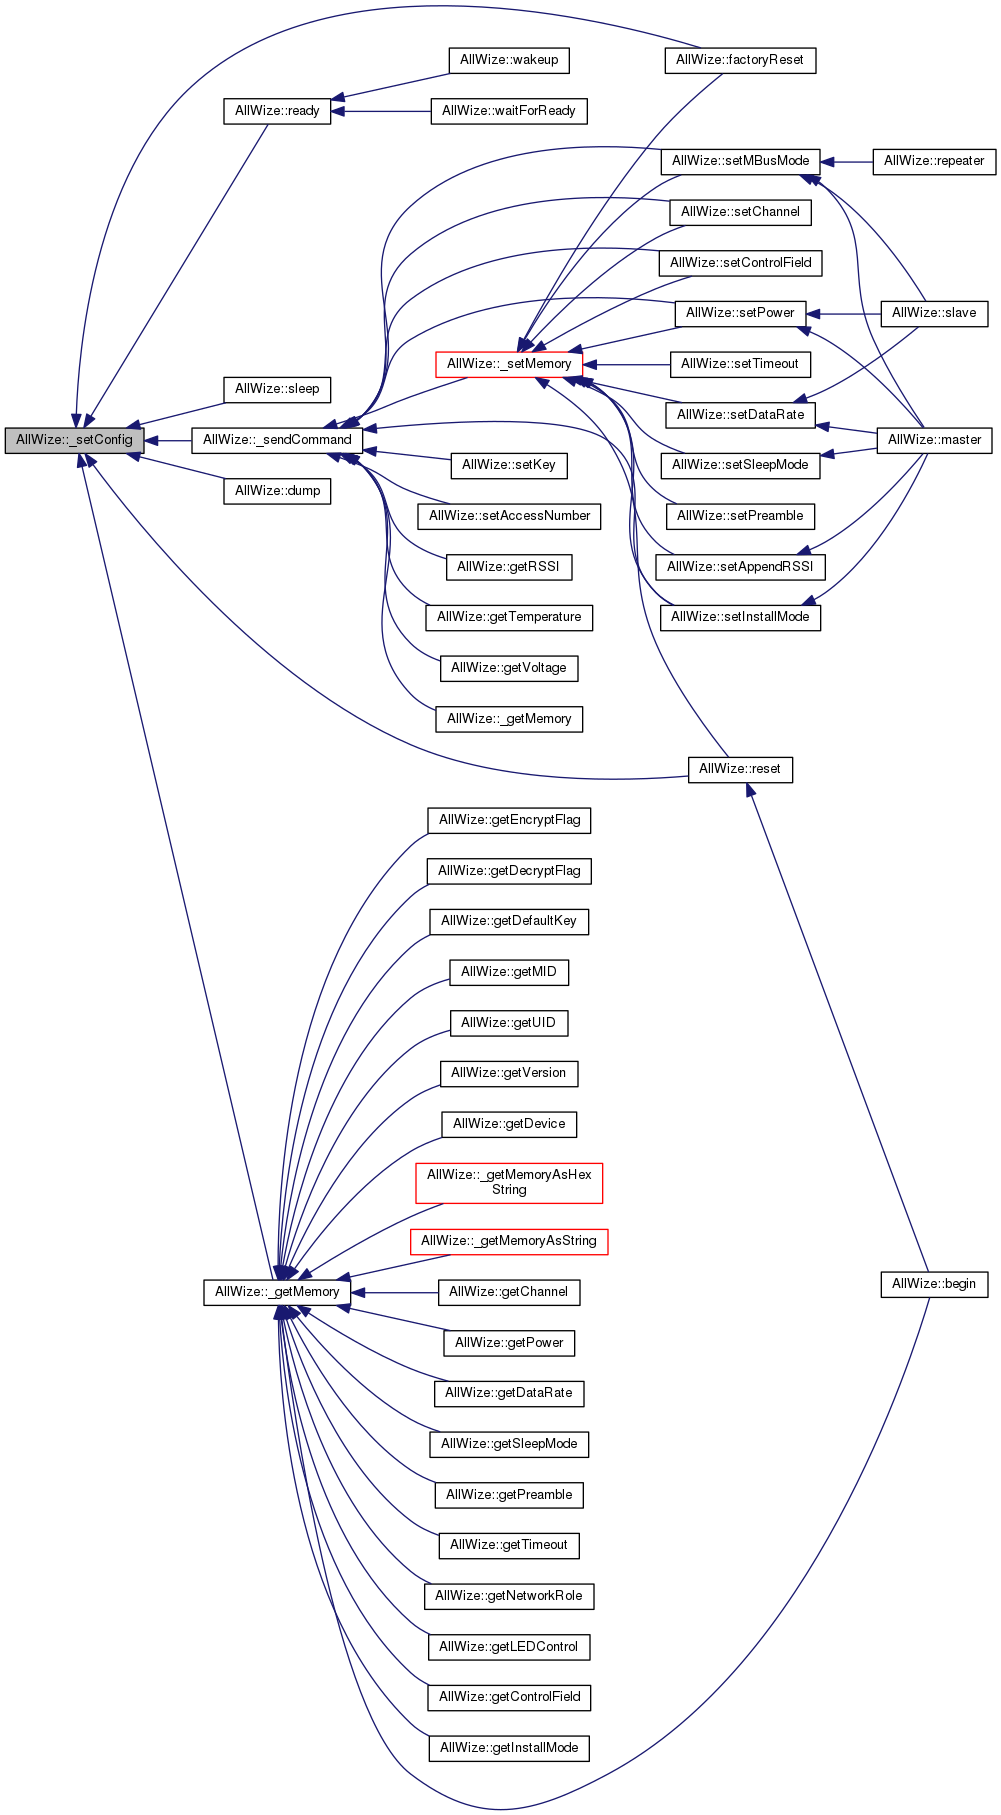 AllWize::factoryReset
AllWize::wakeup
AllWize::ready
AllWize::waitForReady
AllWize::setMBusMode
AllWize::repeater
AllWize::setChannel
AllWize::setControlField
AllWize::setPower
AllWize::slave
AllWize::_setMemory
AllWize::setTimeout
AllWize::sleep
AllWize::setDataRate
AllWize::_setConfig
AllWize::_sendCommand
AllWize::master
AllWize::setKey
AllWize::setSleepMode
AllWize::dump
AllWize::setAccessNumber
AllWize::setPreamble
AllWize::getRSSI
AllWize::setAppendRSSI
AllWize::getTemperature
AllWize::setInstallMode
AllWize::getVoltage
AllWize::_getMemory
AllWize::reset
AllWize::getEncryptFlag
AllWize::getDecryptFlag
AllWize::getDefaultKey
AllWize::getMID
AllWize::getUID
AllWize::getVersion
AllWize::getDevice
AllWize::_getMemoryAsHex
String
AllWize::_getMemoryAsString
AllWize::_getMemory
AllWize::getChannel
AllWize::begin
AllWize::getPower
AllWize::getDataRate
AllWize::getSleepMode
AllWize::getPreamble
AllWize::getTimeout
AllWize::getNetworkRole
AllWize::getLEDControl
AllWize::getControlField
AllWize::getInstallMode